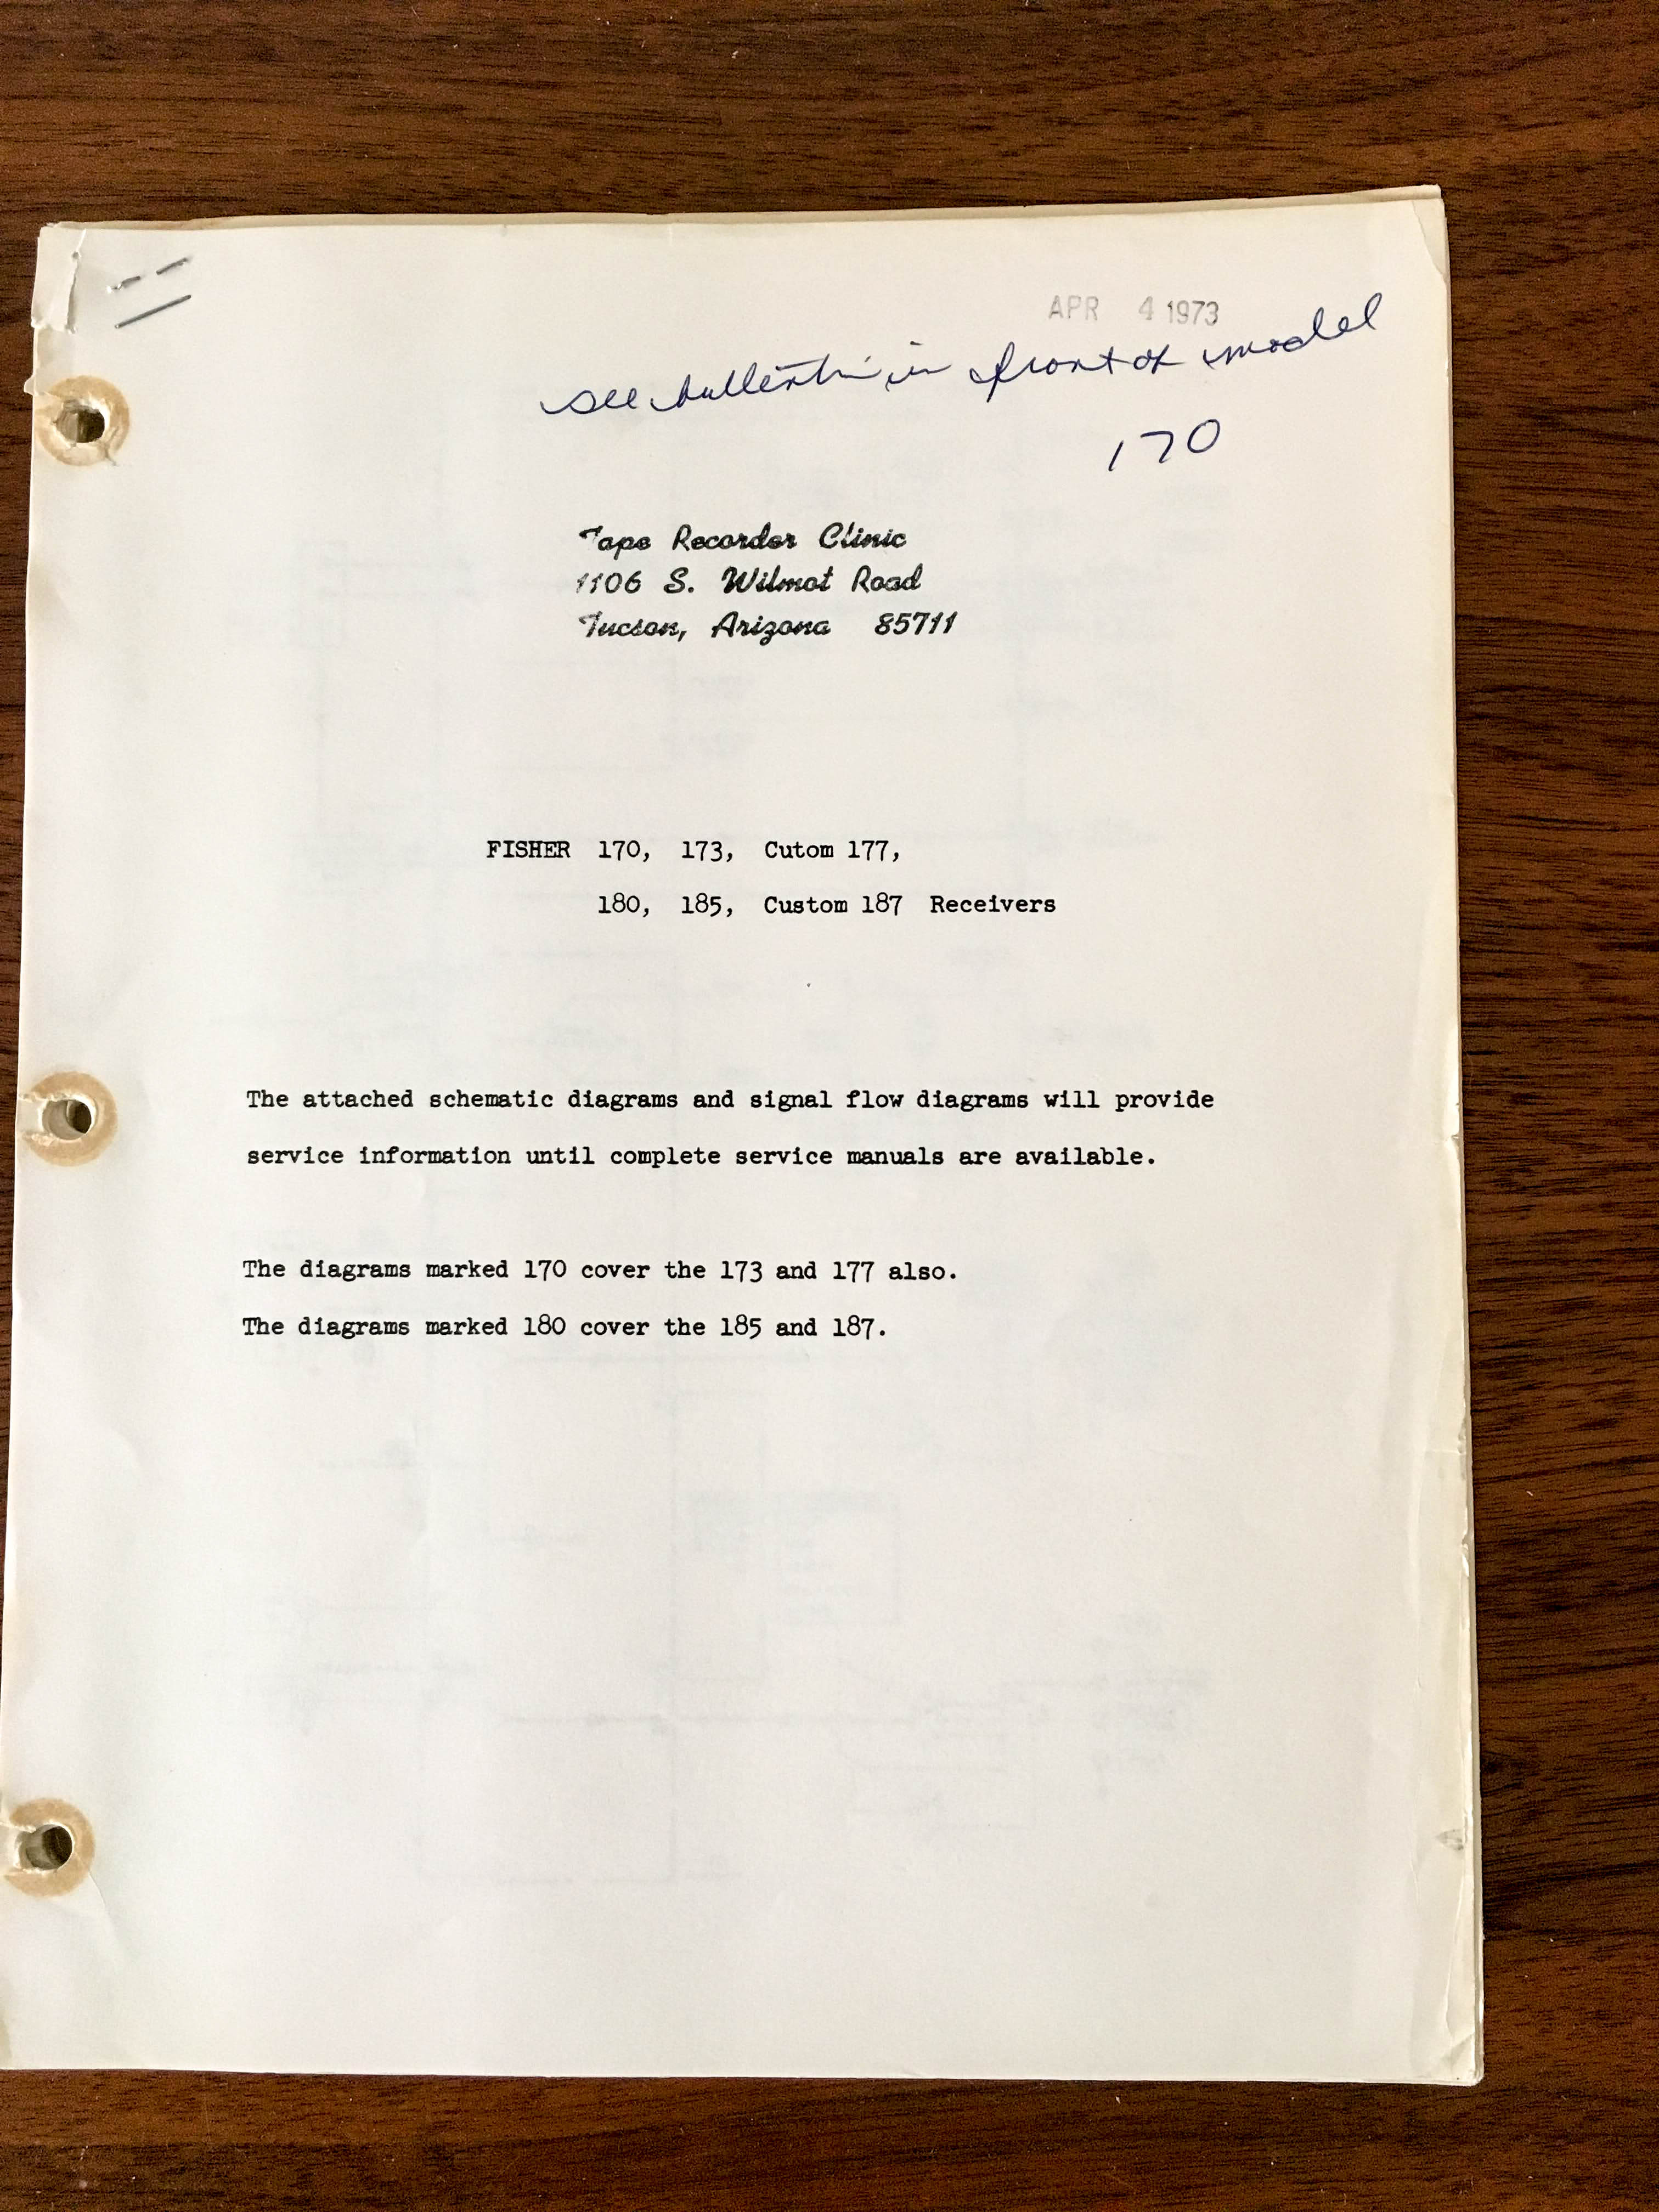 APR 4 1973
see bulletin in front of model
170
Tape Recorder Clinic
1106 S. Wilmot Road
Tucson, Arizona 85711
FISHER 170, 173, Cutom 177,
180, 185, Custom 187 Receivers
The attached schematic diagrams and signal flow diagrams will provide
service information until complete service manuals are available.
The diagrams marked 170 cover the 173 and 177 also.
The diagrams marked 180 cover the 185 and 187.